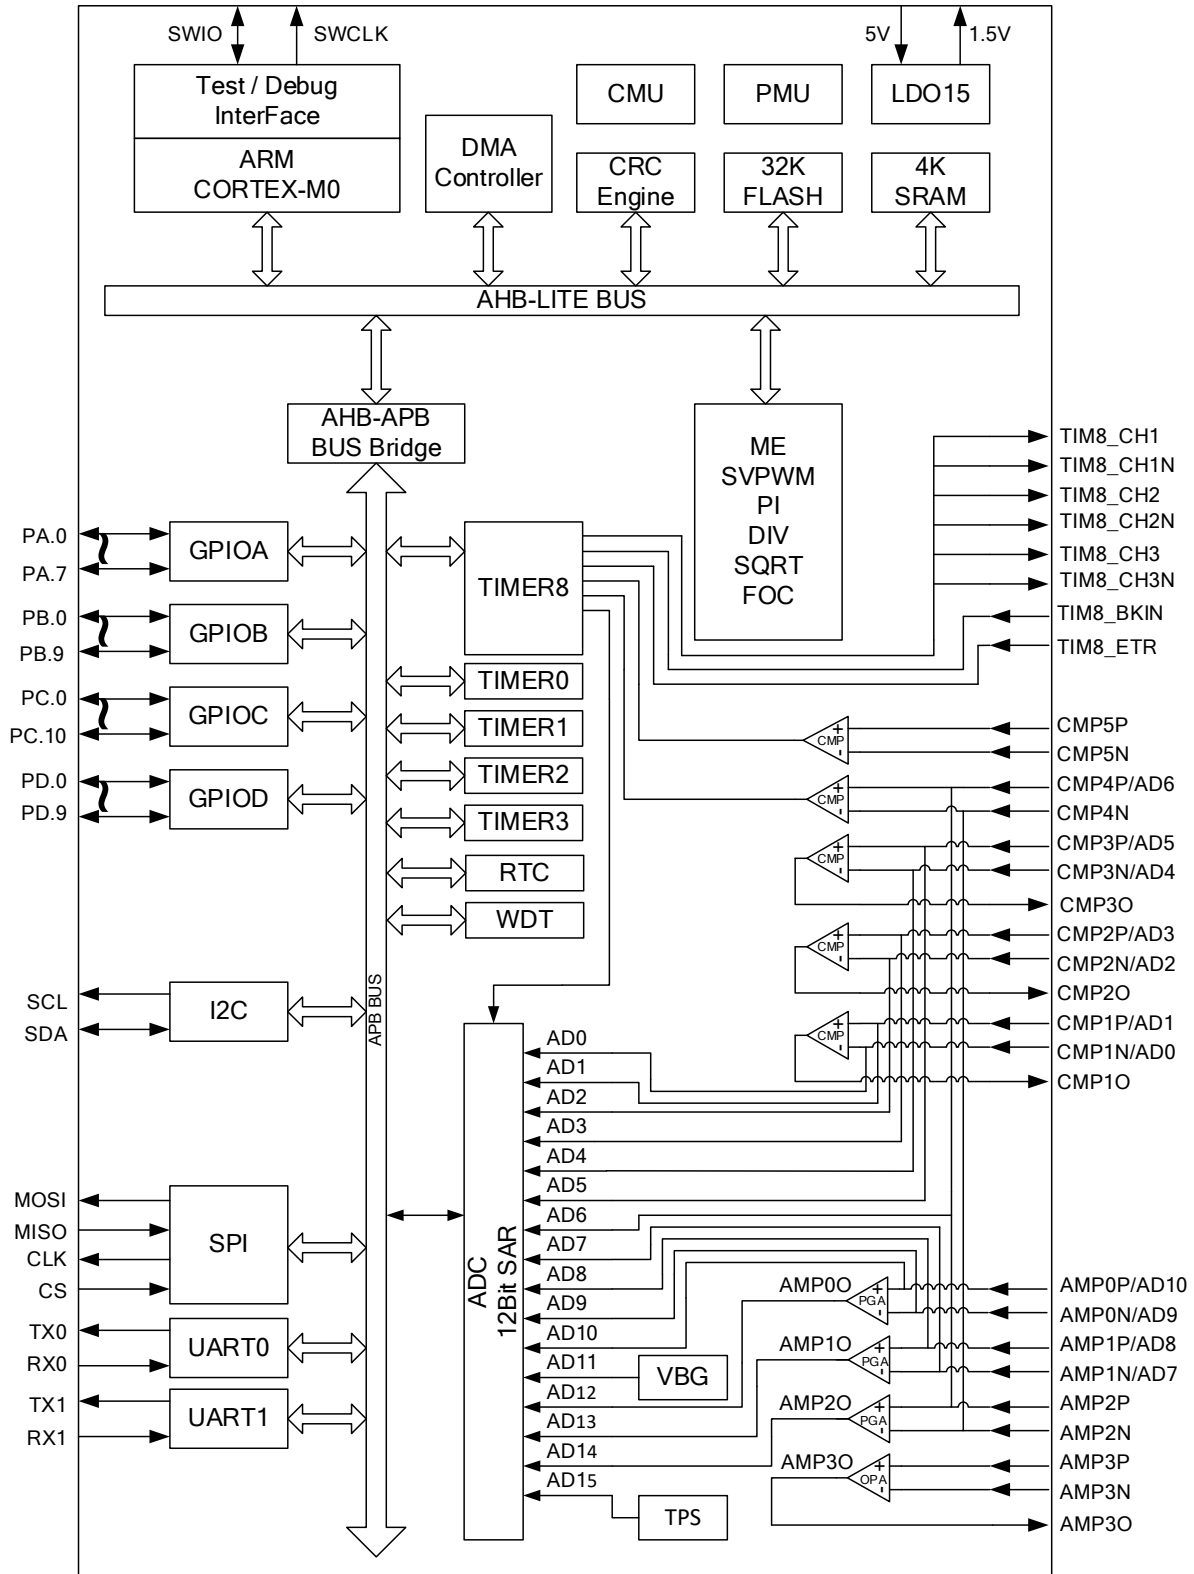 SWIO
SWCLK
5V
1.5V
Test / Debug
InterFace
ARM
CORTEX-M0
DMA
Controller
CMU
PMU
LDO15
CRC
Engine
32K
FLASH
4K
SRAM
AHB-LITE BUS
AHB-APB
BUS Bridge
ME
SVPWM
PI
DIV
SQRT
FOC
PA.0
PA.7
GPIOA
PB.0
PB.9
GPIOB
PC.0
PC.10
GPIOC
PD.0
PD.9
GPIOD
SCL
SDA
I2C
MOSI
MISO
CLK
CS
SPI
TX0
RX0
UART0
TX1
RX1
UART1
APB BUS
TIMER8
TIMER0
TIMER1
TIMER2
TIMER3
RTC
WDT
ADC
12Bit SAR
AD0
AD1
AD2
AD3
AD4
AD5
AD6
AD7
AD8
AD9
AD10
AD11
AD12
AD13
AD14
AD15
VBG
TPS
CMP
+
-
CMP
+
-
CMP
+
-
CMP
+
-
CMP
+
-
AMP0O
PGA
+
-
AMP1O
PGA
+
-
AMP2O
PGA
+
-
AMP3O
OPA
+
-
TIM8_CH1
TIM8_CH1N
TIM8_CH2
TIM8_CH2N
TIM8_CH3
TIM8_CH3N
TIM8_BKIN
TIM8_ETR
CMP5P
CMP5N
CMP4P/AD6
CMP4N
CMP3P/AD5
CMP3N/AD4
CMP3O
CMP2P/AD3
CMP2N/AD2
CMP2O
CMP1P/AD1
CMP1N/AD0
CMP1O
AMP0P/AD10
AMP0N/AD9
AMP1P/AD8
AMP1N/AD7
AMP2P
AMP2N
AMP3P
AMP3N
AMP3O